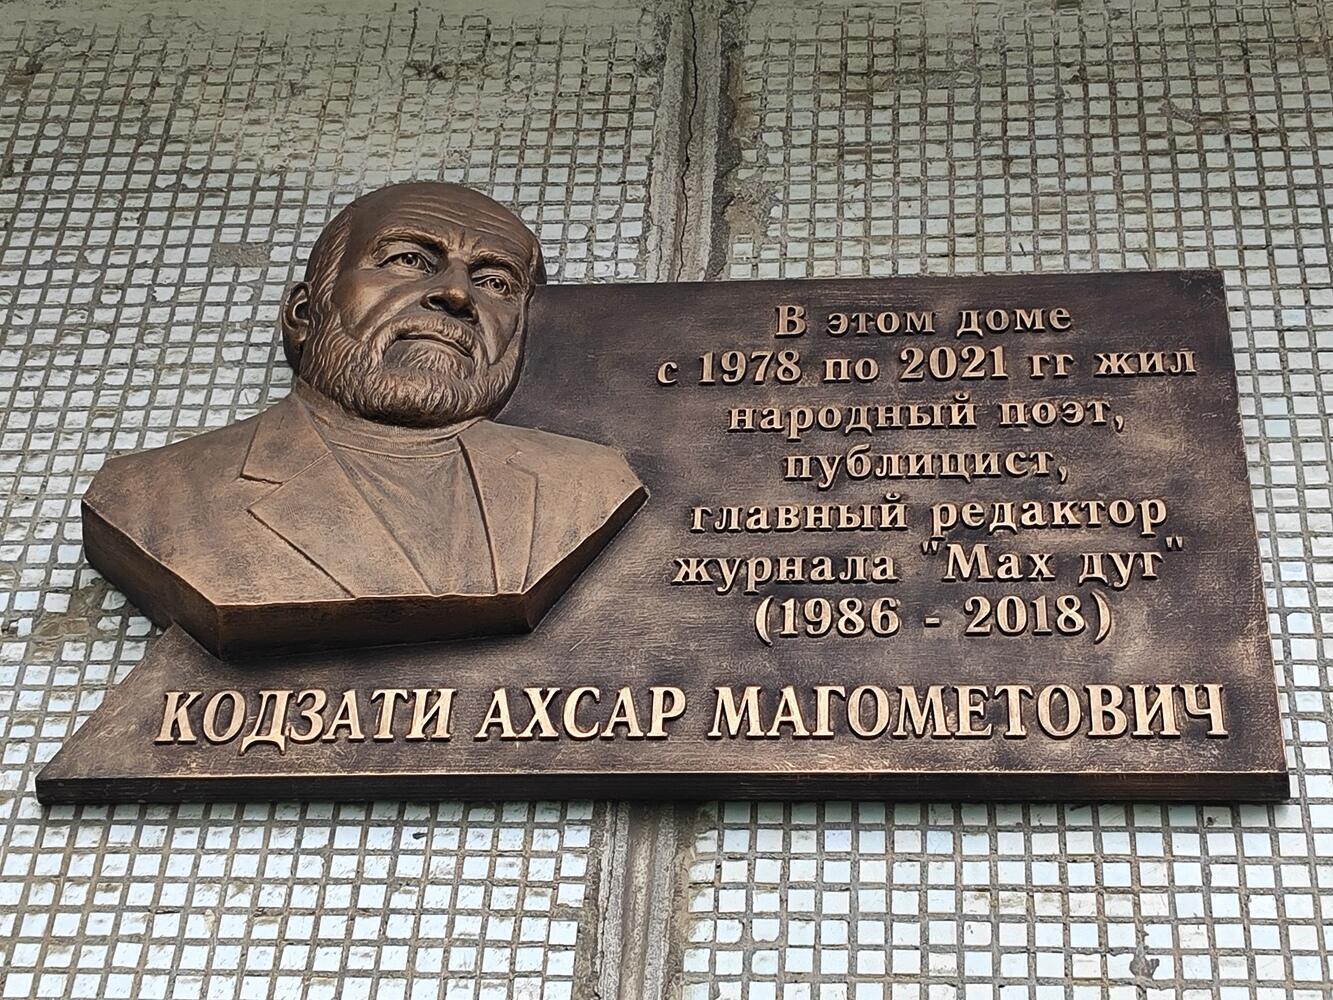 В этом доме
с 1978 по 2021 гг жил
народный поэт,
публицист,
главный редактор
журнала "Мах дуг"
(1986 - 2018)
КОДЗАТИ АХСАР МАГОМЕТОВИЧ